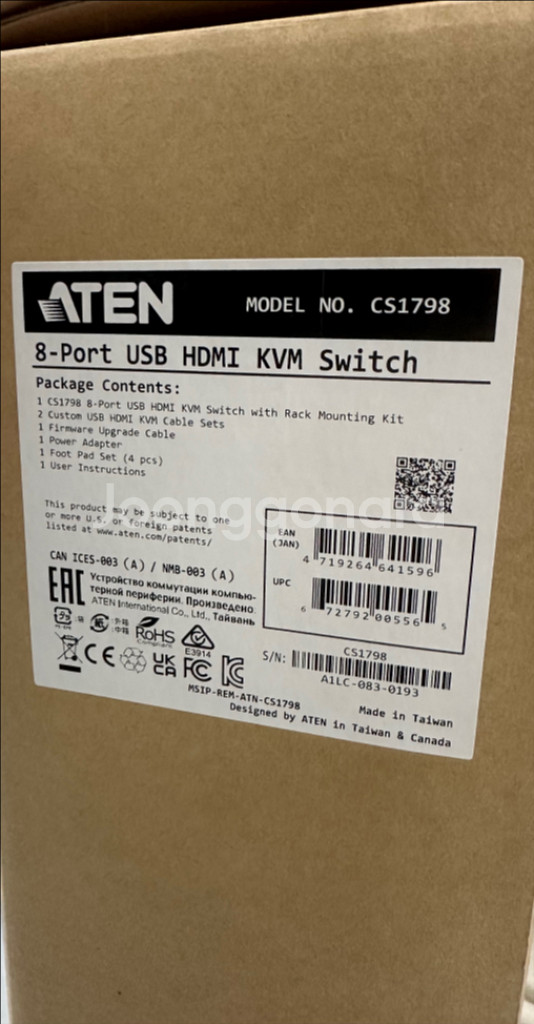 ATEN
MODEL NO. CS1798
8-Port USB HDMI KVM Switch
Package Contents:
1 CS1798 8-Port USB HDMI KVM Switch with Rack Mounting Kit
2 Custom USB HDMI KVM Cable Sets
1 Firmware Upgrade Cable
1 Power Adapter
1 Foot Pad Set (4 pcs)
1 User Instructions
This product may be subject to one
or more U.S. or foreign patents
listed at www.aten.com/patents/
joonggonara
EAN
(JAN)
4 719264 641596
UPC
6 72792 00556 5
CAN ICES-003 (A) / NMB-003 (A)
EAC
Устройство коммутации компью-
терной периферии. Произведено:
ATEN International Co., Ltd., Тайвань
RoHS
Compliant
E3914
CE
UK
CA
FC
MSIP-REM-ATN-CS1798
CS1798
S/N:
A1LC-083-0193
Made in Taiwan
Designed by ATEN in Taiwan & Canada